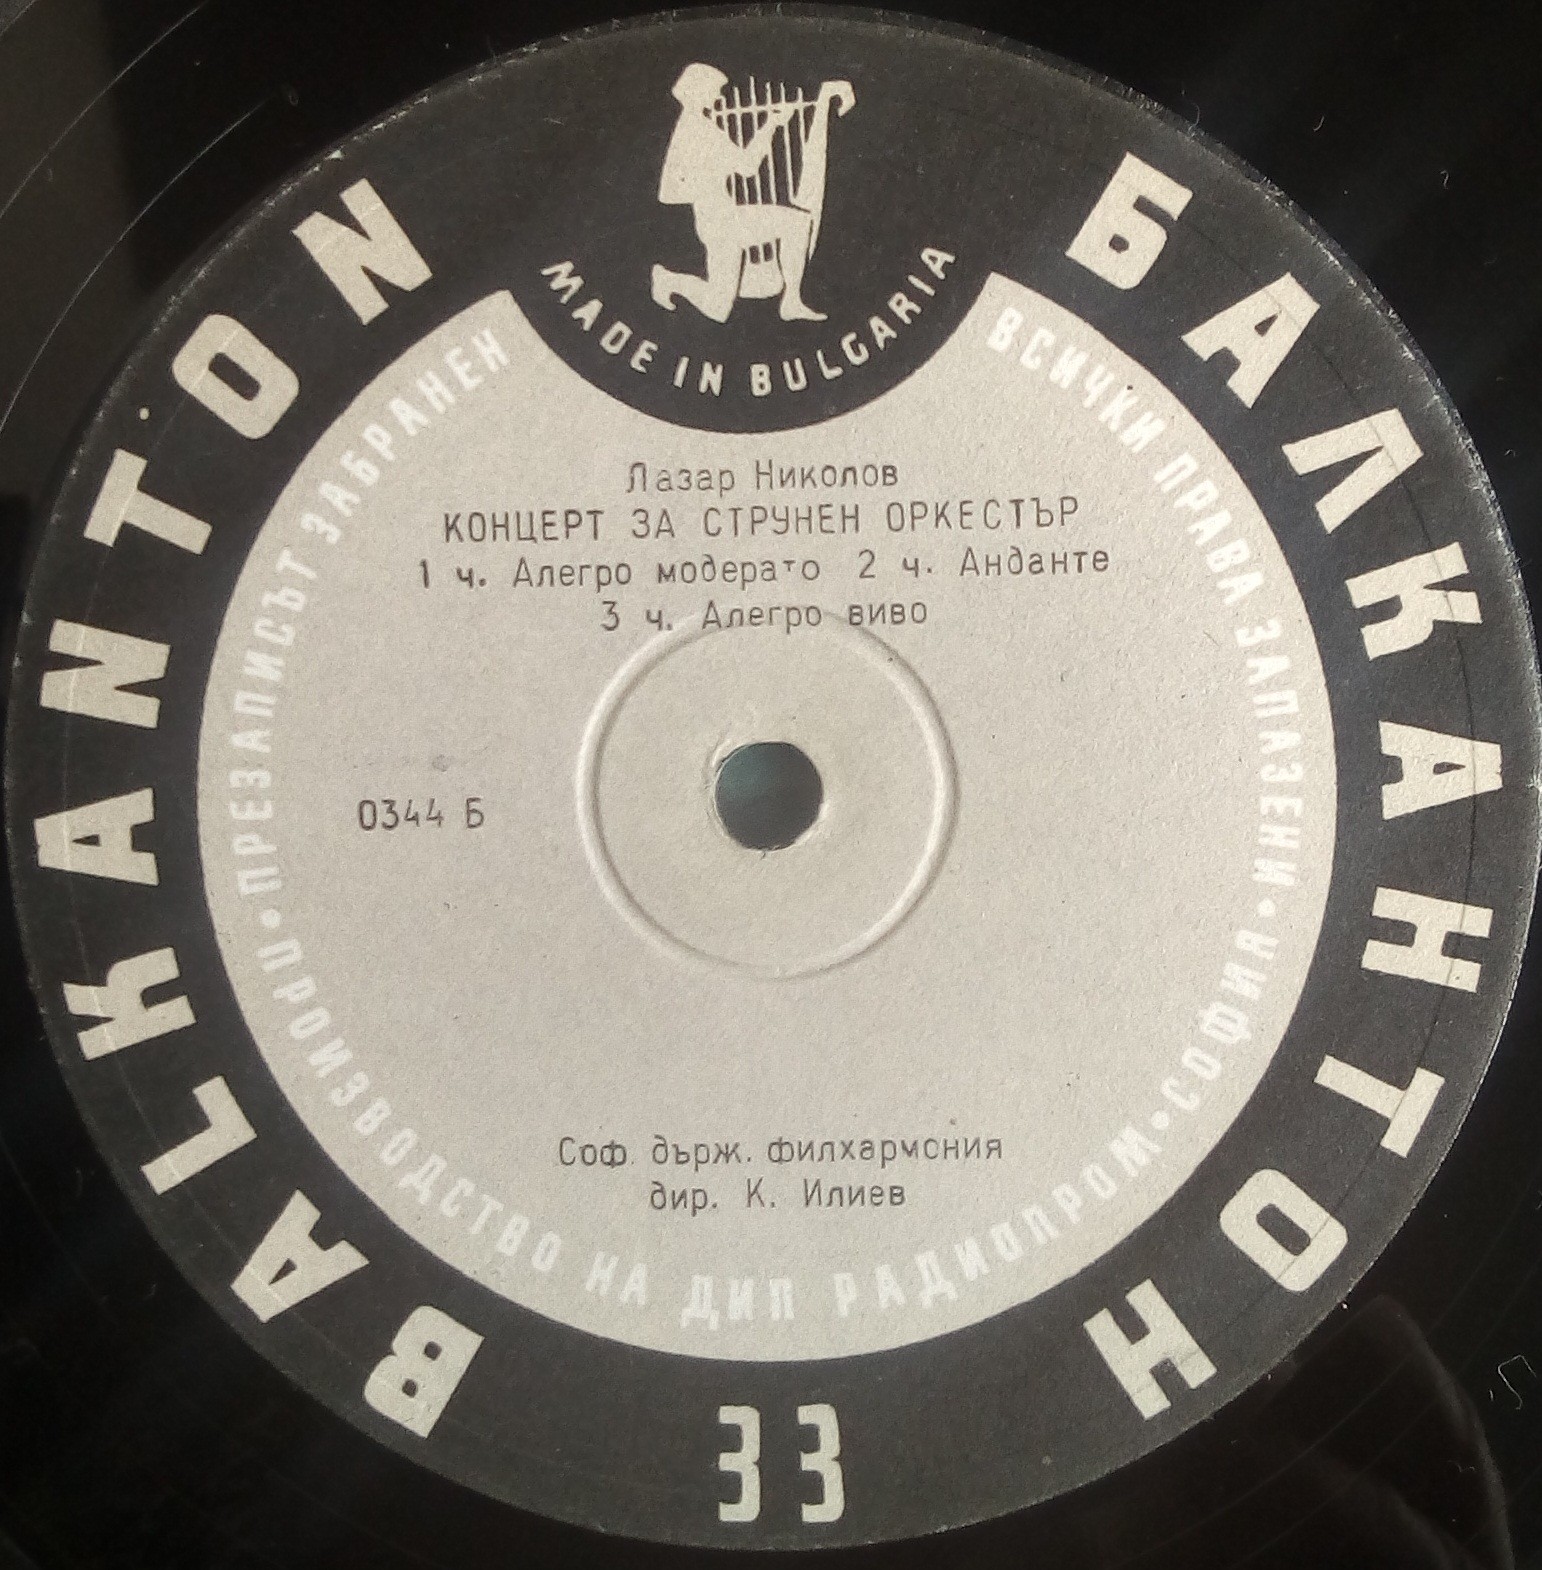 BALKANTON
БАЛКАНТОН
MADE IN BULGARIA
ПРЕЗАПИСЪТ ЗАБРАНЕН
ВСИЧКИ ПРАВА ЗАПАЗЕНИ •
Лазар Николов
КОНЦЕРТ ЗА СТРУНЕН ОРКЕСТЪР
1 ч. Алегро модерато 2 ч. Анданте
3 ч. Алегро виво
0344 Б
Соф. държ. филхармония
дир. К. Илиев
• ПРОИЗВОДСТВО НА ДИП РАДИОПРОМ • СОФИЯ
33